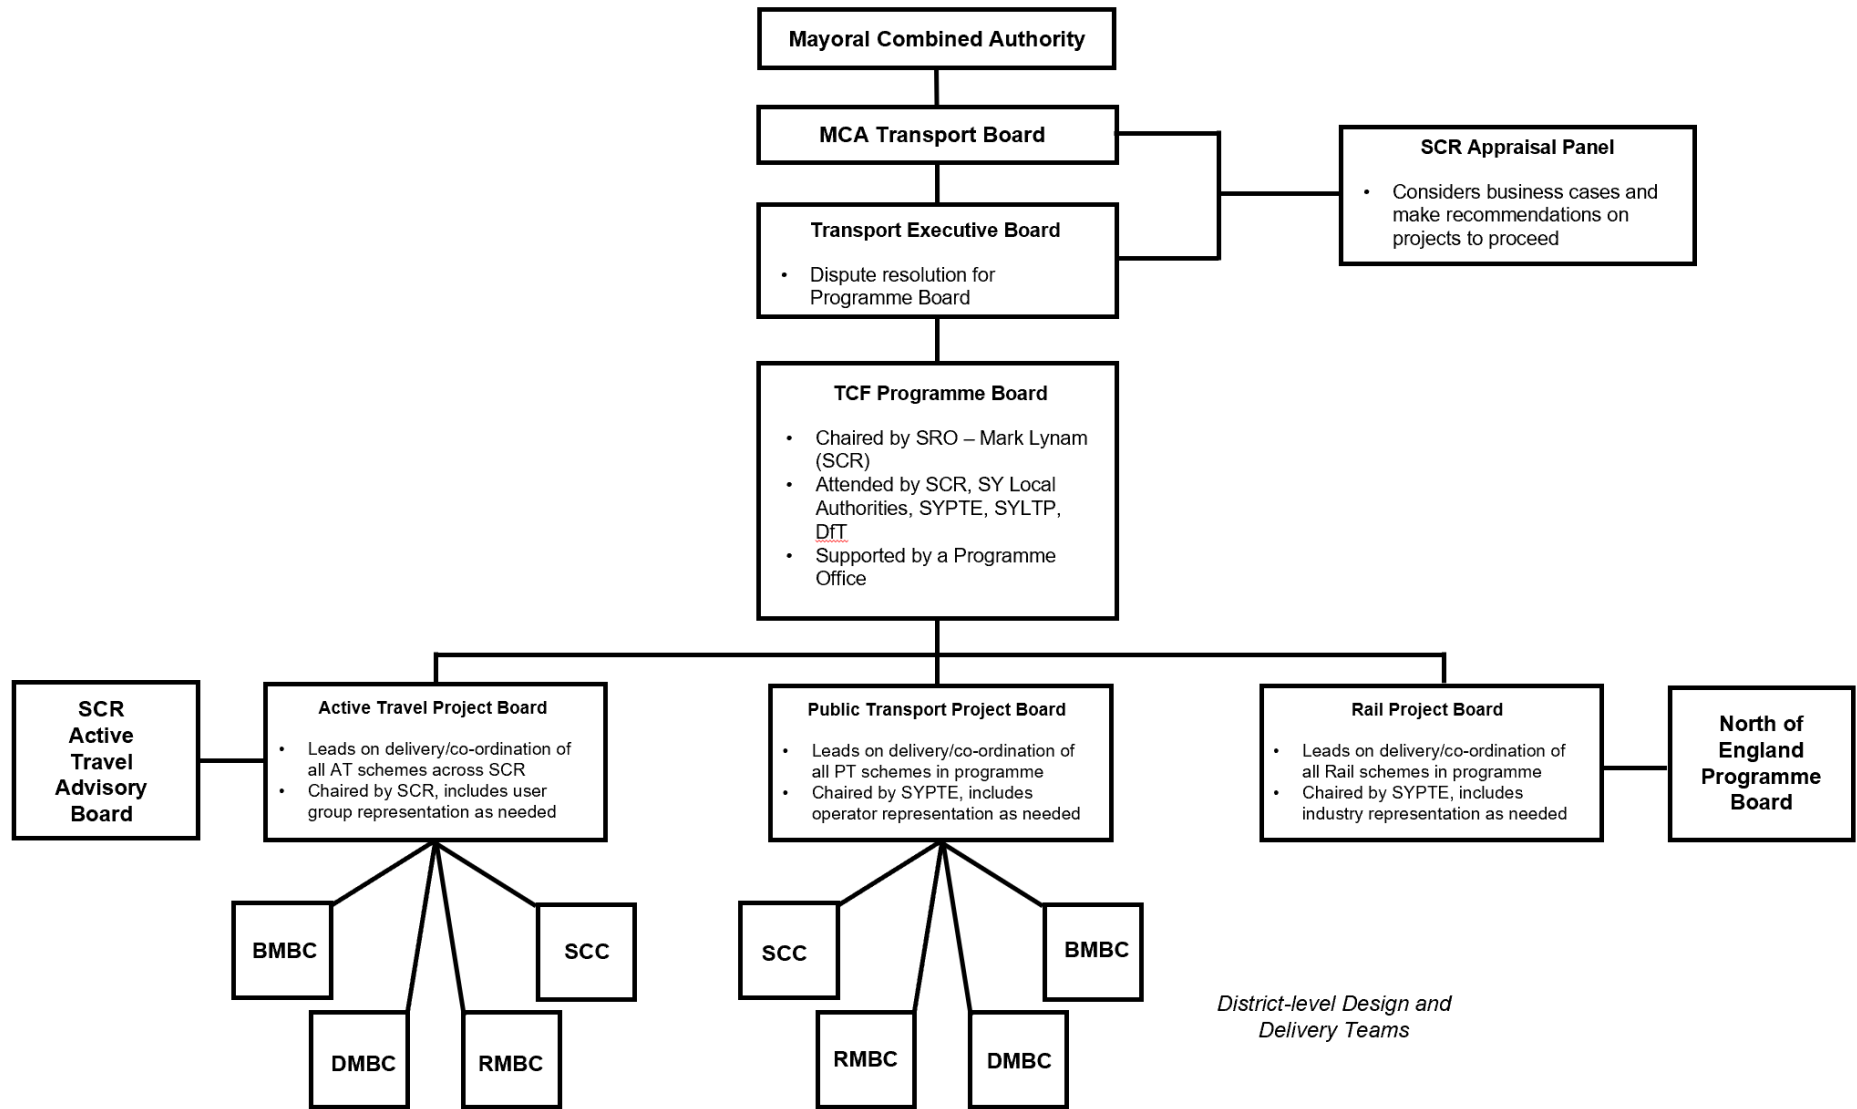 Mayoral Combined Authority
MCA Transport Board
SCR Appraisal Panel
• Considers business cases and
make recommendations on
projects to proceed
Transport Executive Board
• Dispute resolution for
Programme Board
TCF Programme Board
• Chaired by SRO – Mark Lynam
(SCR)
• Attended by SCR, SY Local
Authorities, SYPTE, SYLTP,
DfT
• Supported by a Programme
Office
SCR
Active
Travel
Advisory
Board
Active Travel Project Board
• Leads on delivery/co-ordination of
all AT schemes across SCR
• Chaired by SCR, includes user
group representation as needed
Public Transport Project Board
• Leads on delivery/co-ordination of
all PT schemes in programme
• Chaired by SYPTE, includes
operator representation as needed
Rail Project Board
• Leads on delivery/co-ordination of
all Rail schemes in programme
• Chaired by SYPTE, includes
industry representation as needed
North of
England
Programme
Board
BMBC
SCC
DMBC
RMBC
SCC
BMBC
RMBC
DMBC
District-level Design and
Delivery Teams